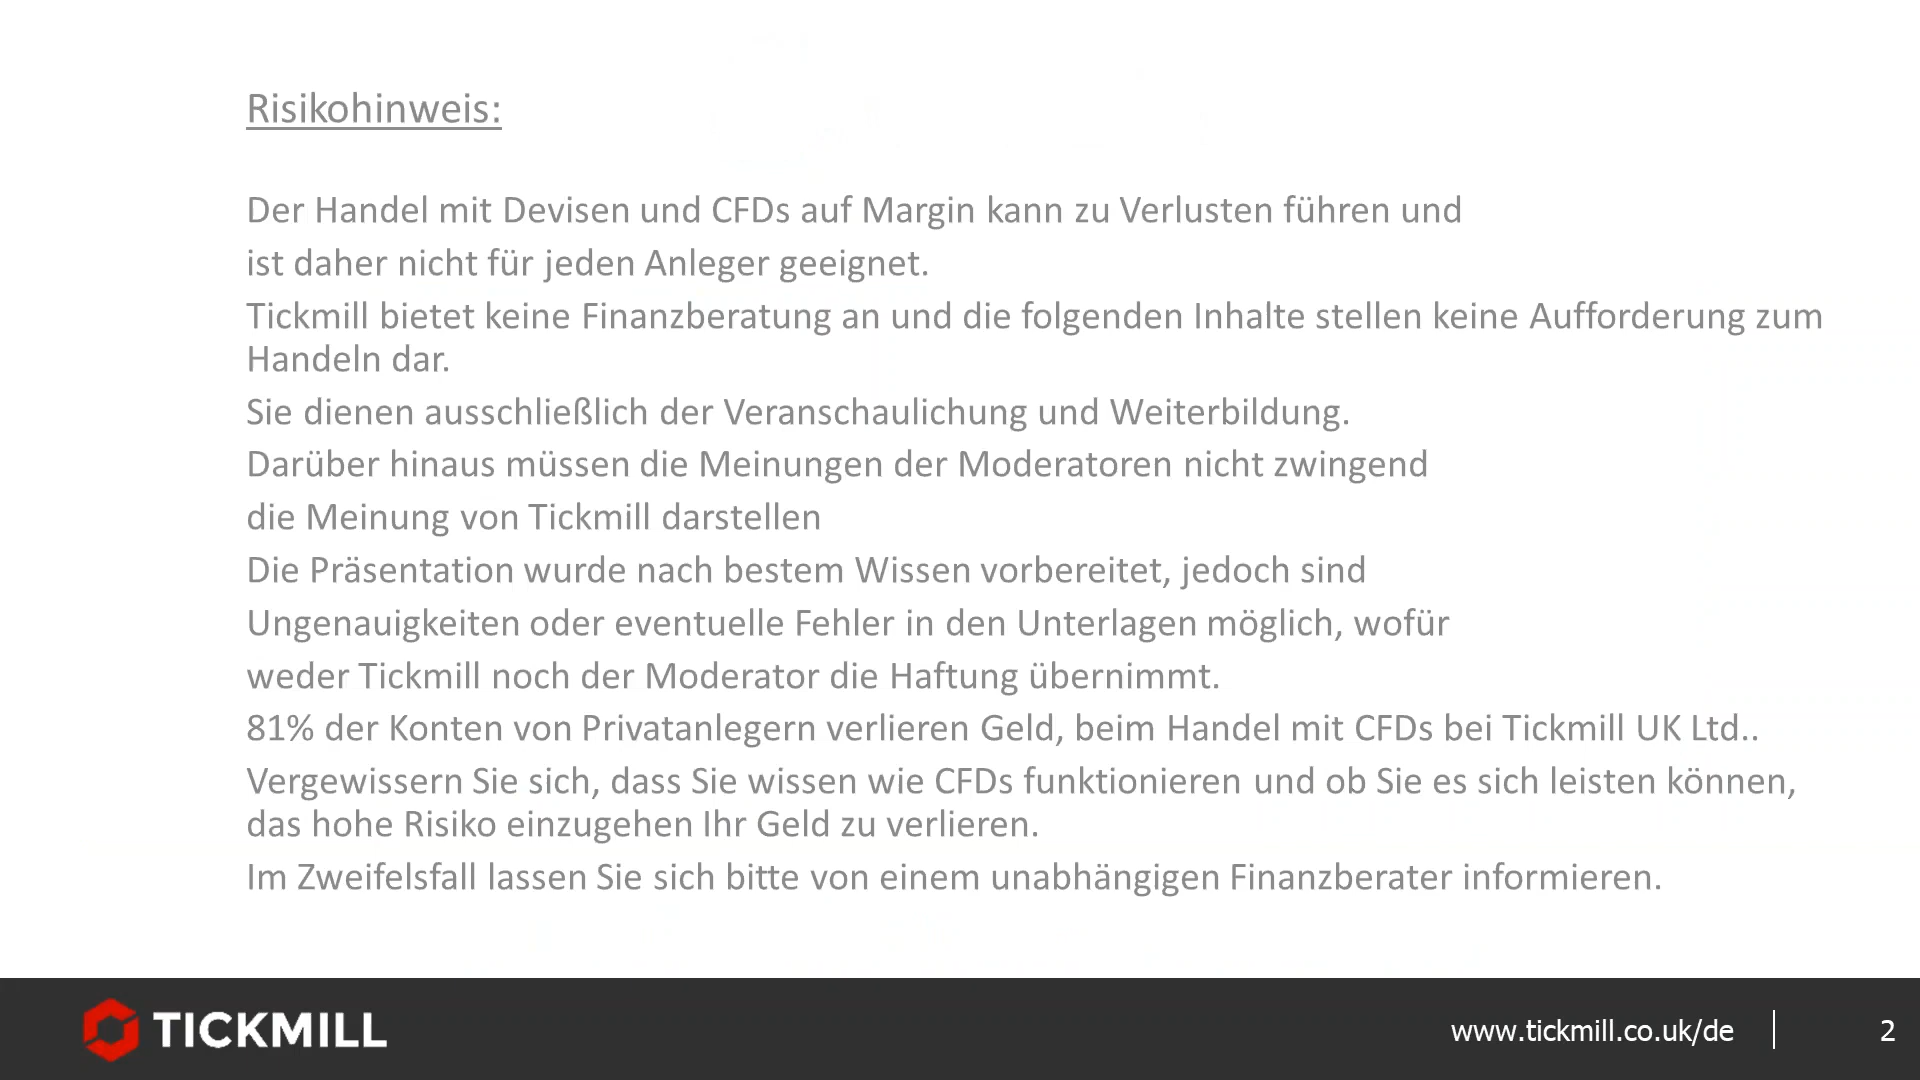 Risikohinweis:
Der Handel mit Devisen und CFDs auf Margin kann zu Verlusten führen und
ist daher nicht für jeden Anleger geeignet.
Tickmill bietet keine Finanzberatung an und die folgenden Inhalte stellen keine Aufforderung zum
Handeln dar.
Sie dienen ausschließlich der Veranschaulichung und Weiterbildung.
Darüber hinaus müssen die Meinungen der Moderatoren nicht zwingend
die Meinung von Tickmill darstellen
Die Präsentation wurde nach bestem Wissen vorbereitet, jedoch sind
Ungenauigkeiten oder eventuelle Fehler in den Unterlagen möglich, wofür
weder Tickmill noch der Moderator die Haftung übernimmt.
81% der Konten von Privatanlegern verlieren Geld, beim Handel mit CFDs bei Tickmill UK Ltd..
Vergewissern Sie sich, dass Sie wissen wie CFDs funktionieren und ob Sie es sich leisten können,
das hohe Risiko einzugehen Ihr Geld zu verlieren.
Im Zweifelsfall lassen Sie sich bitte von einem unabhängigen Finanzberater informieren.
TICKMILL
www.tickmill.co.uk/de
2